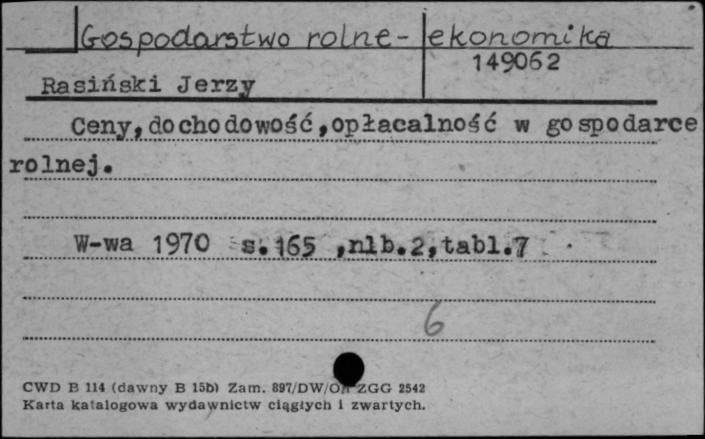 Gospodarstwo rolne - ekonomika
149062
Rasiński Jerzy
Ceny,dochodowość,opłacalność w gospodarce
rolnej.
W-wa 1970 s.165 ,nlb.2,tabl.7
6
CWD B 114 (dawny B 15b) Zam. 897/DW/ ZGG 2542
Karta katalogowa wydawnictw ciągłych i zwartych.